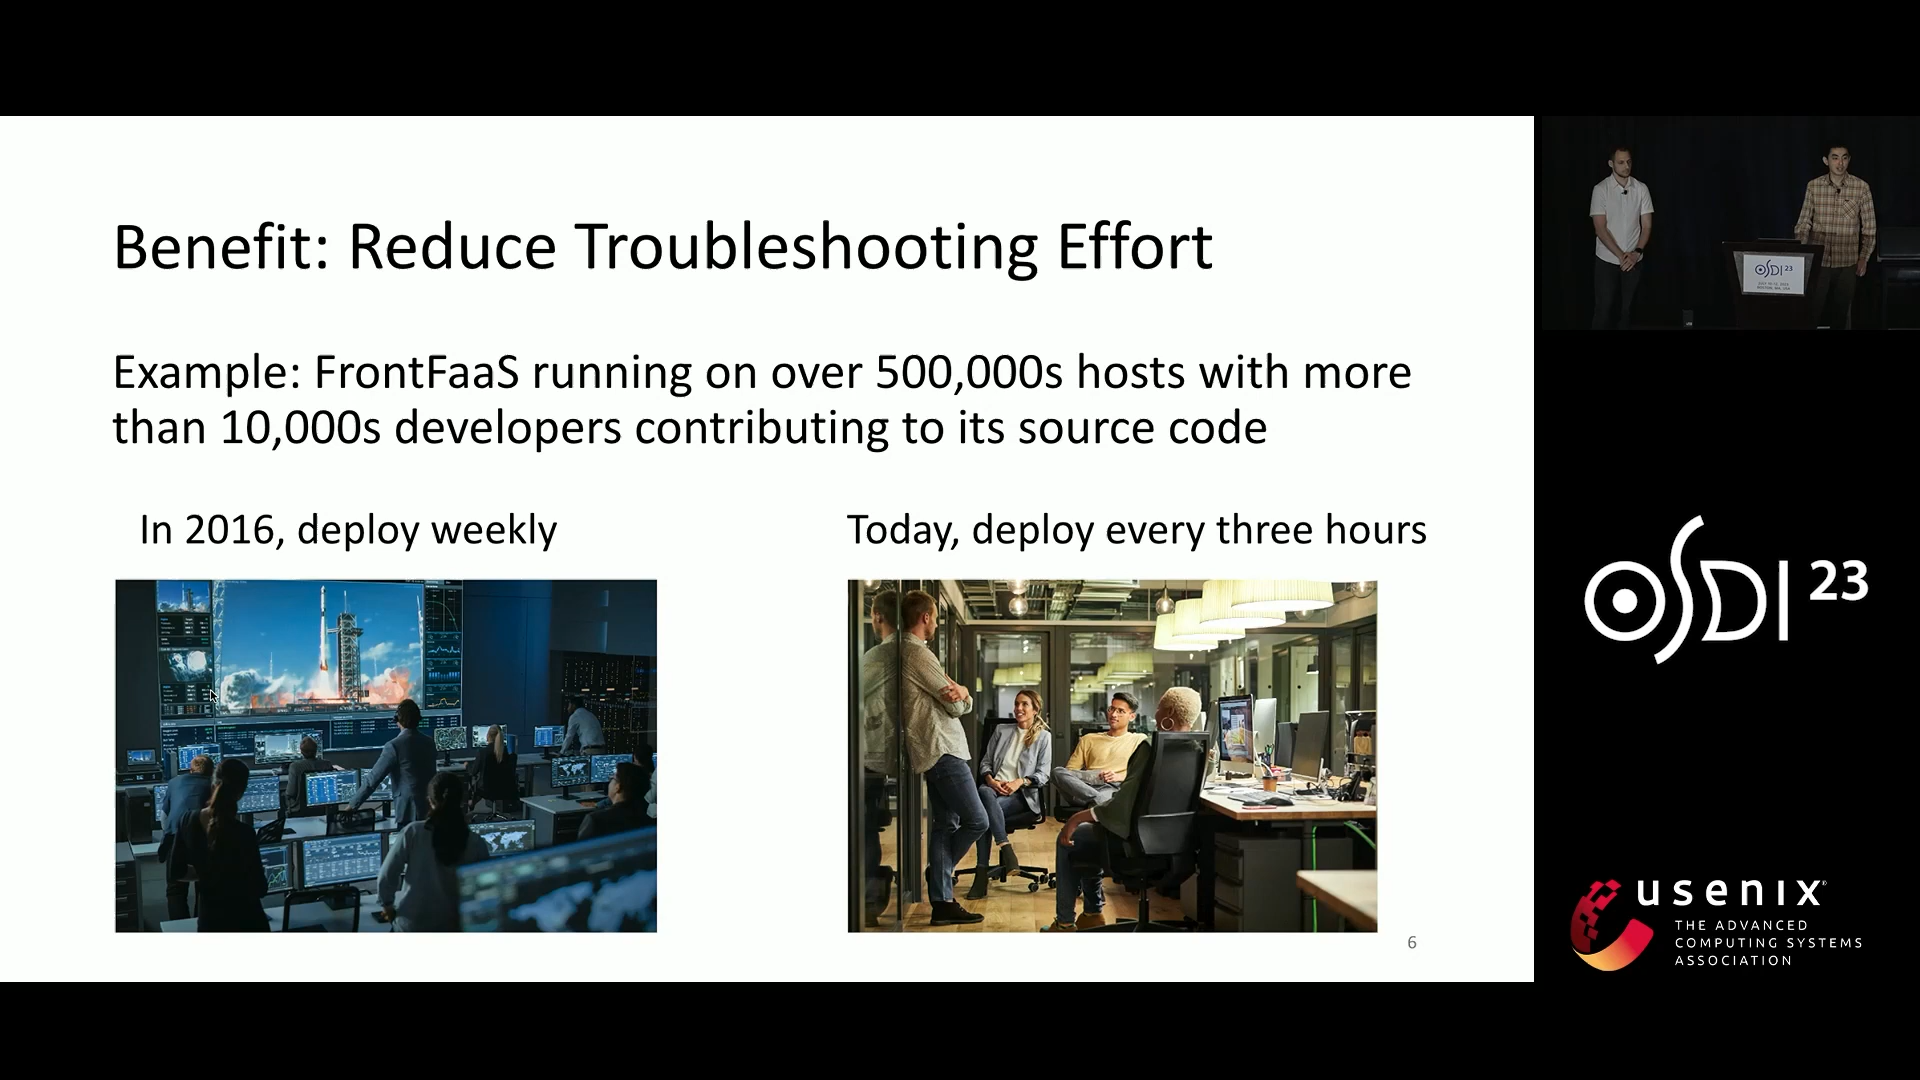 Benefit: Reduce Troubleshooting Effort
Example: FrontFaaS running on over 500,000s hosts with more
than 10,000s developers contributing to its source code
In 2016, deploy weekly
Today, deploy every three hours
6
OSDI 23
OSDI 23
usenix
THE ADVANCED
COMPUTING SYSTEMS
ASSOCIATION